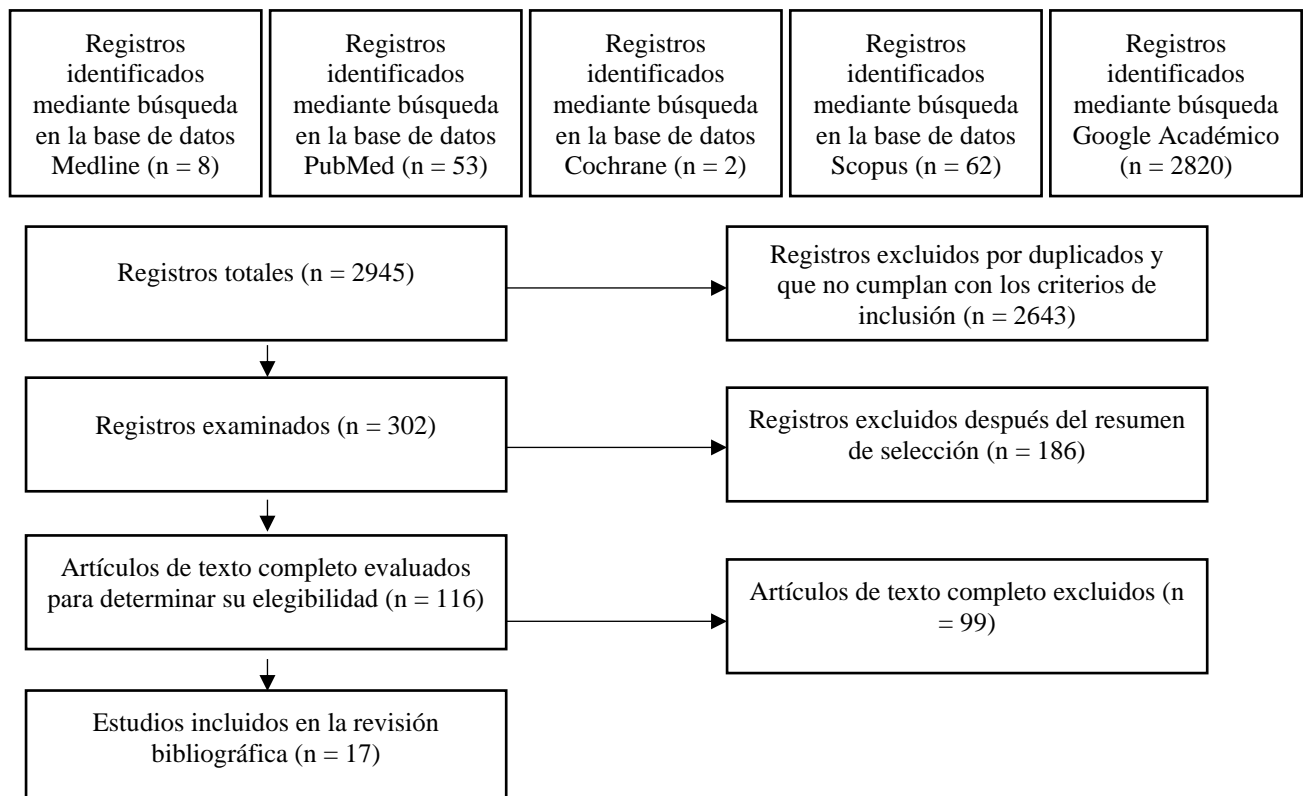 Registros
identificados
mediante búsqueda
en la base de datos
Medline (n = 8)
Registros
identificados
mediante búsqueda
en la base de datos
PubMed (n = 53)
Registros
identificados
mediante búsqueda
en la base de datos
Cochrane (n = 2)
Registros
identificados
mediante búsqueda
en la base de datos
Scopus (n = 62)
Registros
identificados
mediante búsqueda
Google Académico
(n = 2820)
Registros totales (n = 2945)
Registros excluidos por duplicados y
que no cumplan con los criterios de
inclusión (n = 2643)
Registros examinados (n = 302)
Registros excluidos después del resumen
de selección (n = 186)
Artículos de texto completo evaluados
para determinar su elegibilidad (n = 116)
Artículos de texto completo excluidos (n
= 99)
Estudios incluidos en la revisión
bibliográfica (n = 17)